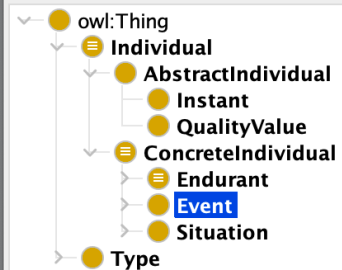 owl:Thing
Individual
AbstractIndividual
Instant
QualityValue
ConcreteIndividual
Endurant
Event
Situation
Type